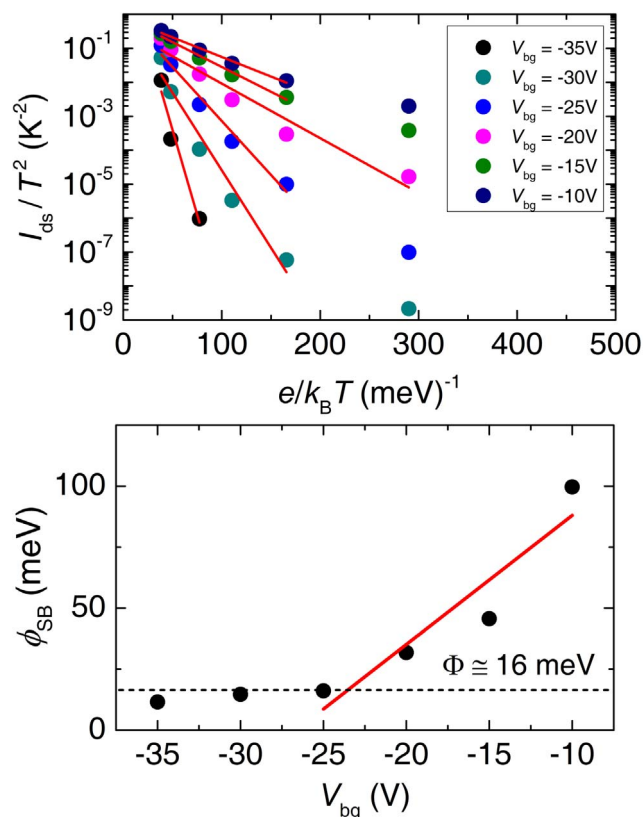 10⁻¹
10⁻³
10⁻⁵
10⁻⁷
10⁻⁹
I_ds / T² (K⁻²)
V_bg = -35V
V_bg = -30V
V_bg = -25V
V_bg = -20V
V_bg = -15V
V_bg = -10V
0 100 200 300 400 500
e/k_BT (meV)⁻¹
100
50
0
ϕ_SB (meV)
Φ ≅ 16 meV
-35 -30 -25 -20 -15 -10
V_bg (V)